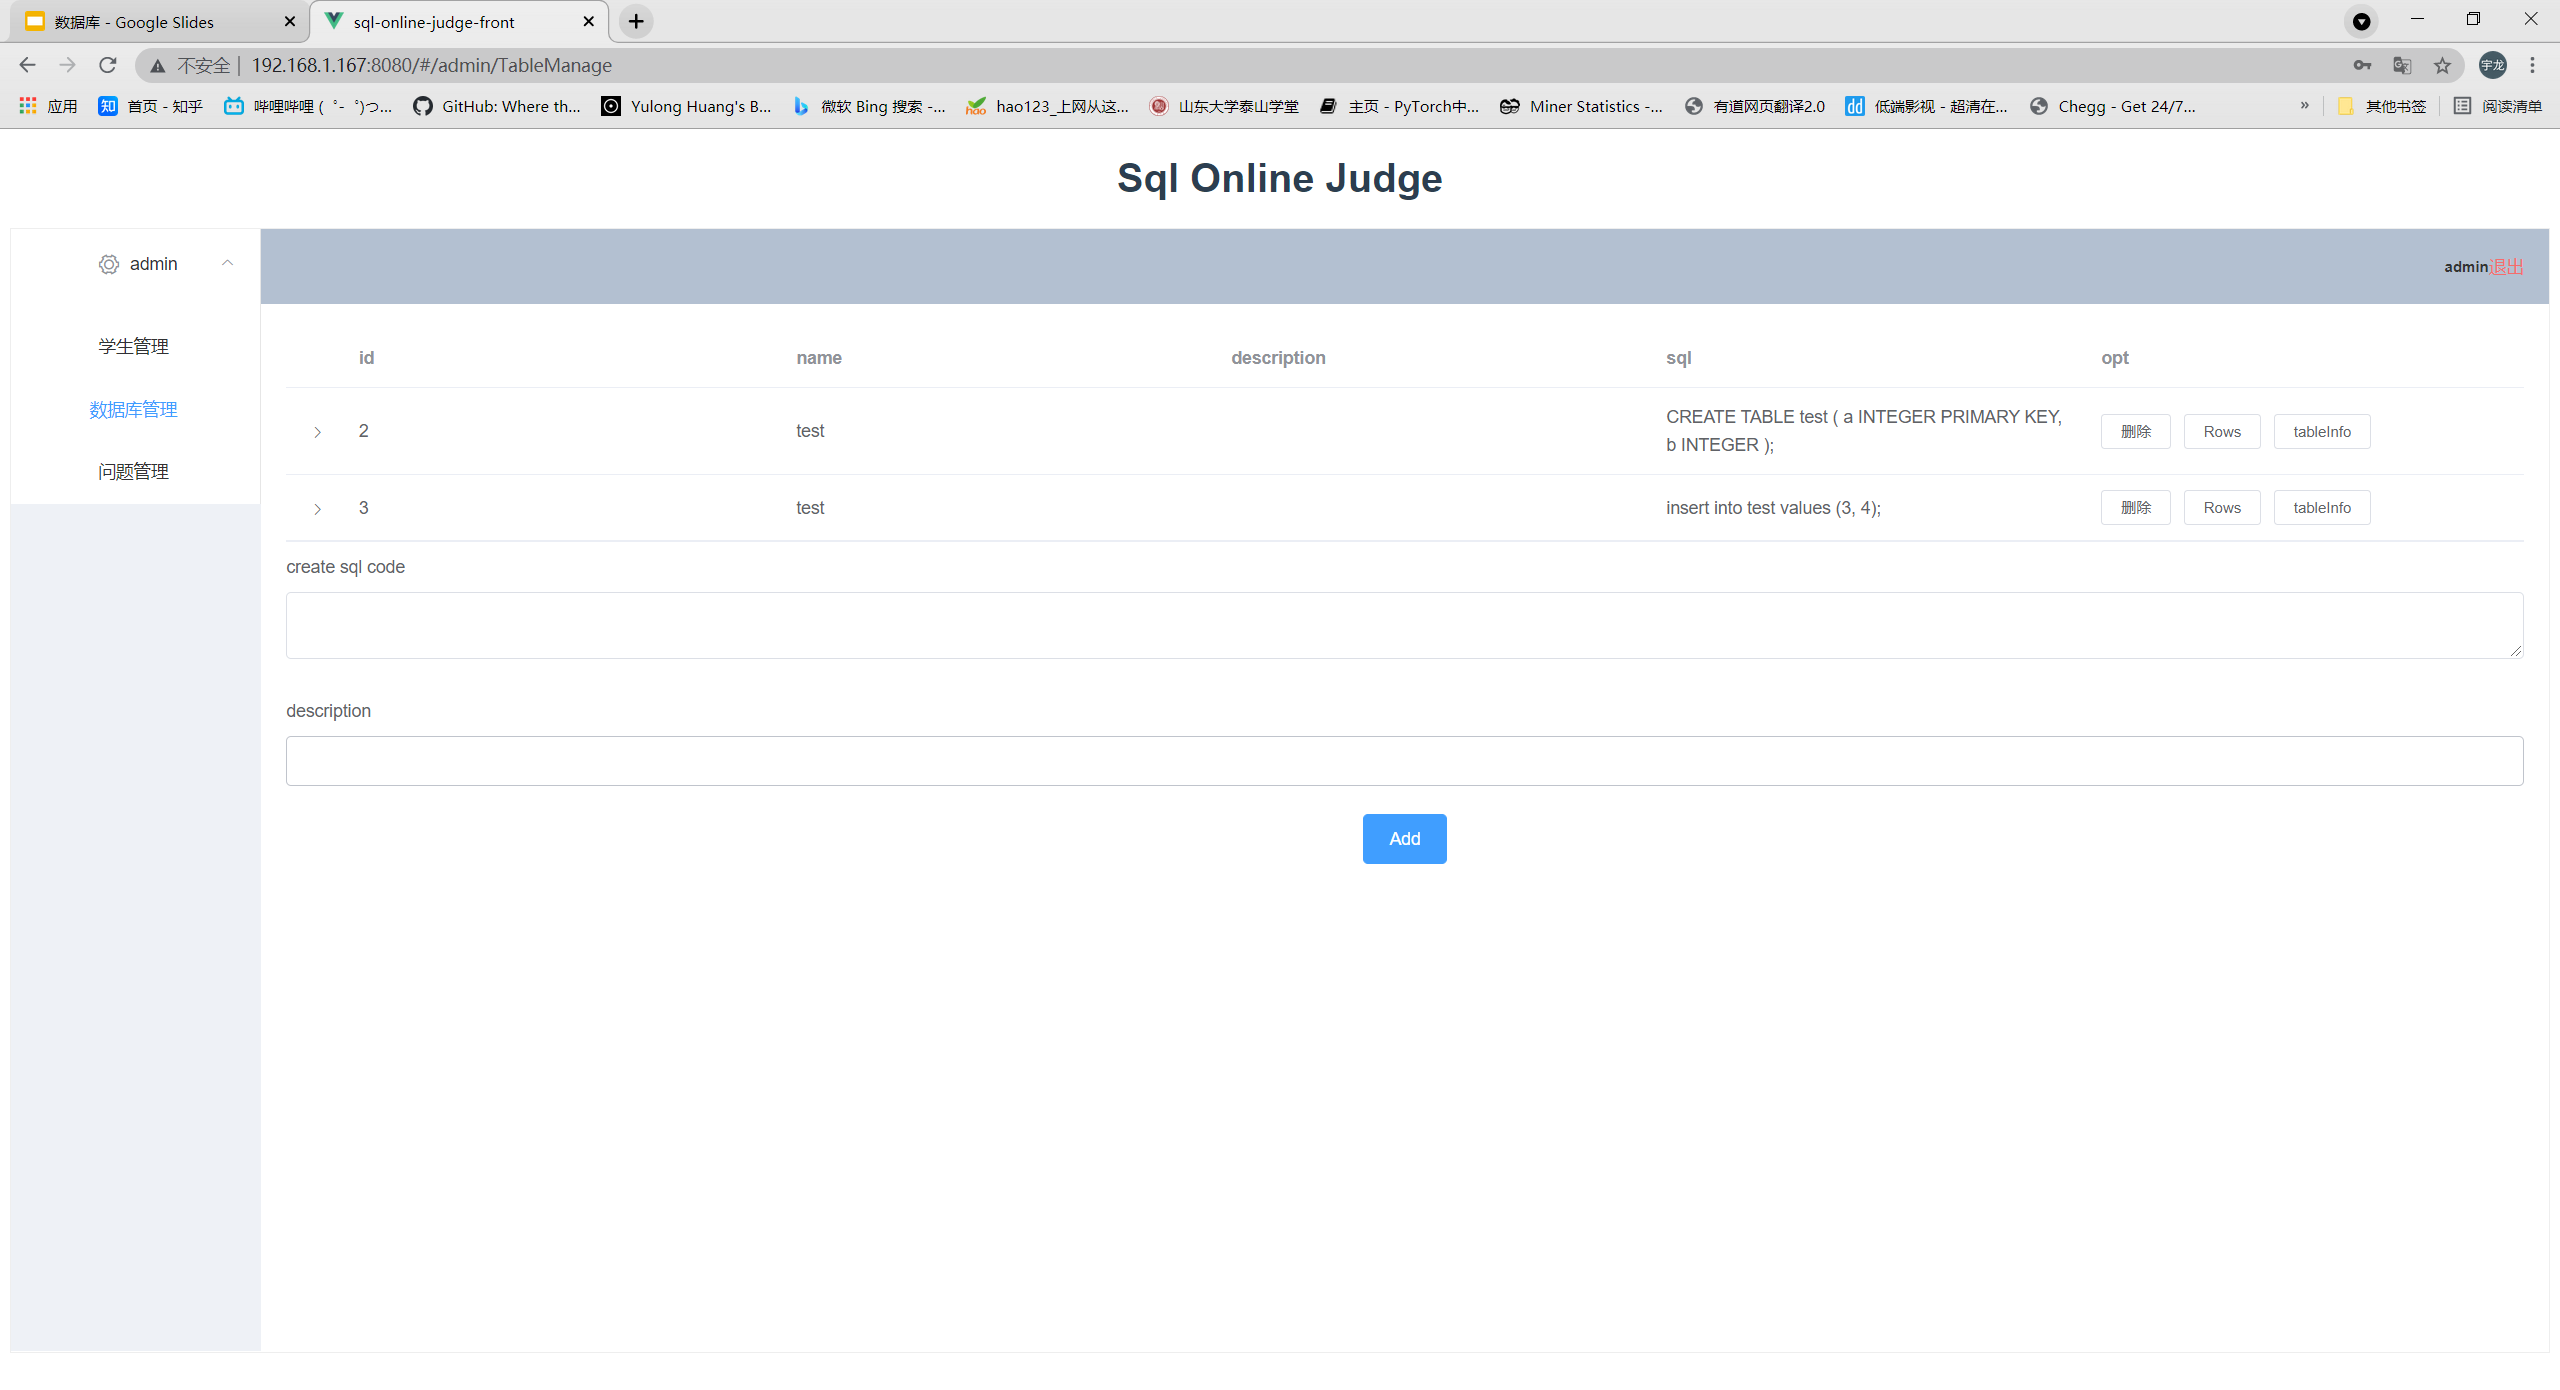 数据库 - Google Slides
sql-online-judge-front
不安全 | 192.168.1.167:8080/#/admin/TableManage
宇龙
应用 首页 - 知乎 哔哩哔哩 ( ゜- ゜)つ... GitHub: Where th... Yulong Huang's B... 微软 Bing 搜索 -... hao123_上网从这... 山东大学泰山学堂 主页 - PyTorch中... Miner Statistics -... 有道网页翻译2.0 低端影视 - 超清在... Chegg - Get 24/7... » 其他书签 阅读清单
Sql Online Judge
admin
admin退出
学生管理
数据库管理
问题管理
id name description sql opt
2 test CREATE TABLE test ( a INTEGER PRIMARY KEY,
b INTEGER ); 删除 Rows tableInfo
3 test insert into test values (3, 4); 删除 Rows tableInfo
create sql code
description
Add